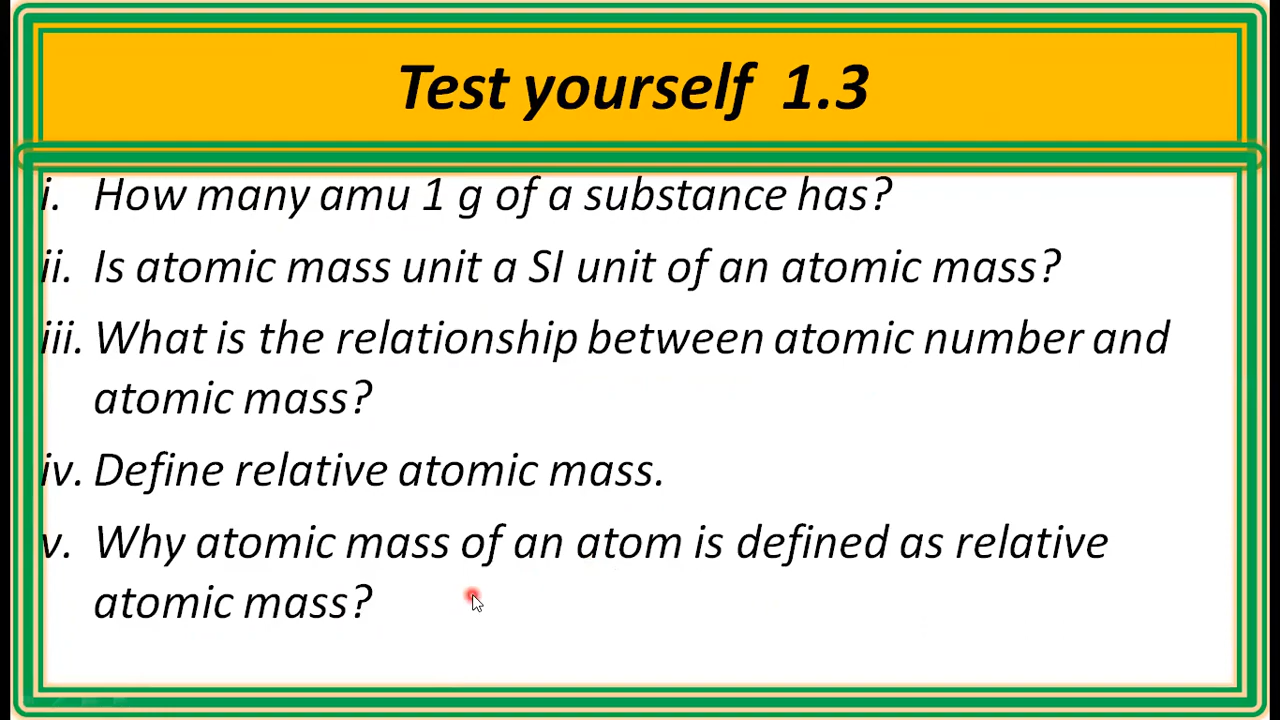 Test yourself 1.3
i. How many amu 1 g of a substance has?
ii. Is atomic mass unit a SI unit of an atomic mass?
iii. What is the relationship between atomic number and
atomic mass?
iv. Define relative atomic mass.
v. Why atomic mass of an atom is defined as relative
atomic mass?